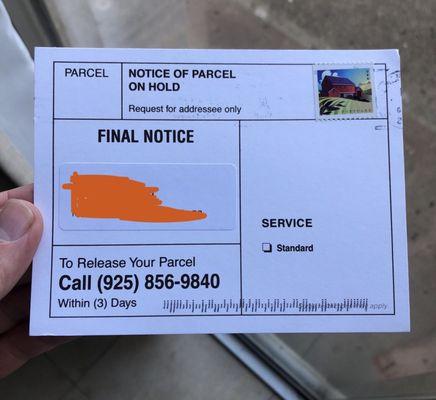 PARCEL
NOTICE OF PARCEL
ON HOLD
Request for addressee only
FINAL NOTICE
SERVICE
Standard
To Release Your Parcel
Call (925) 856-9840
Within (3) Days
apply